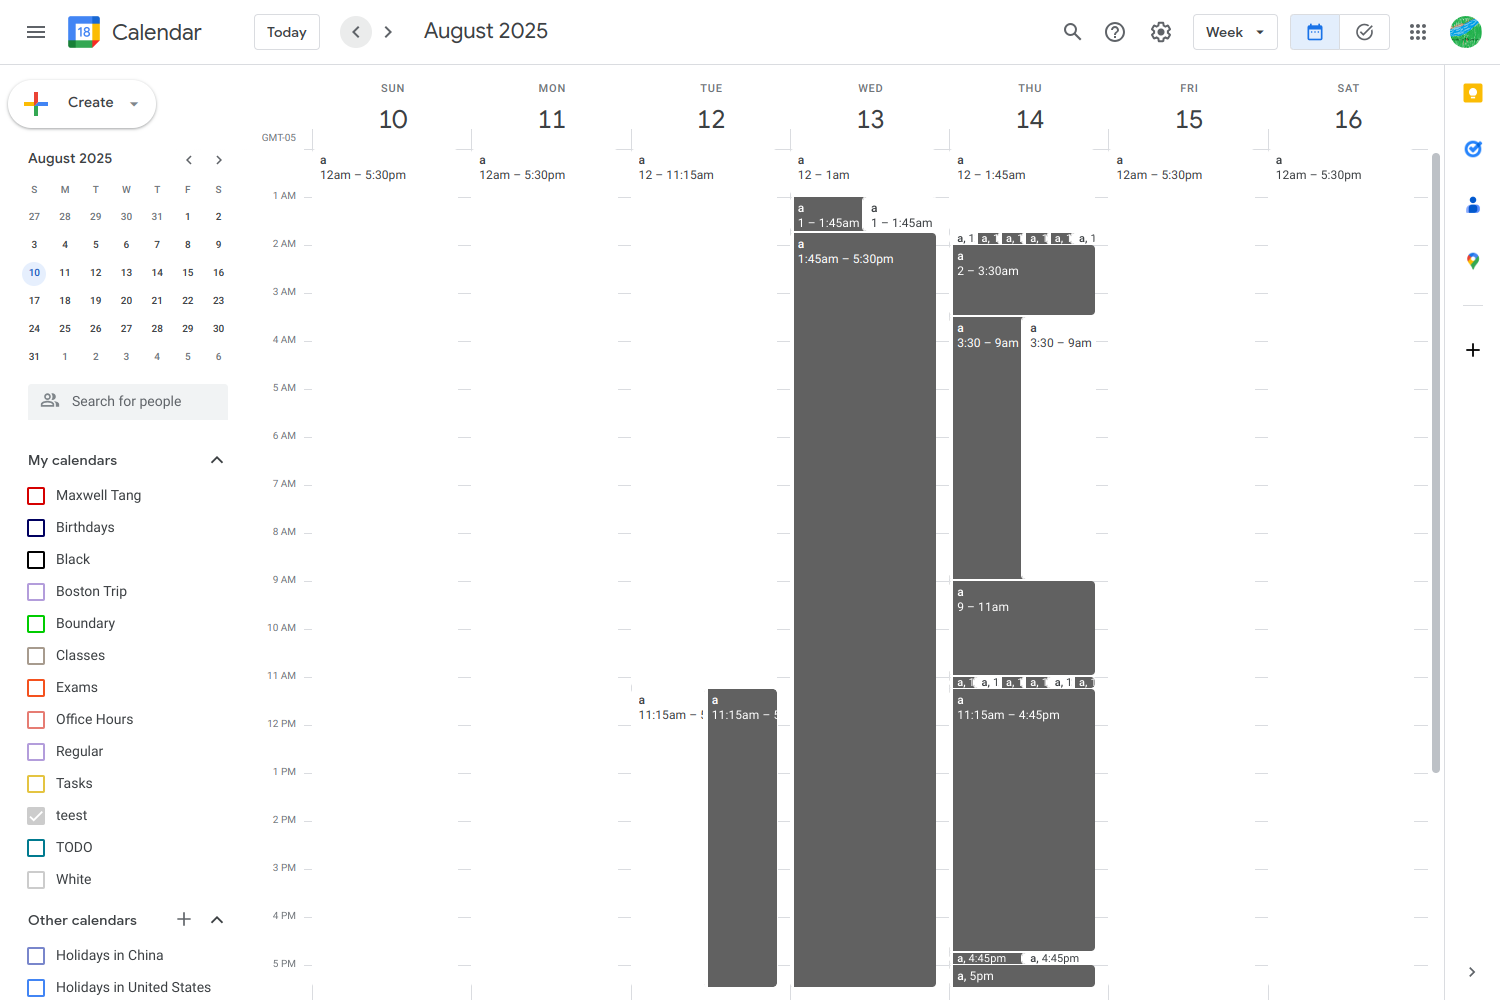 18 Calendar Today August 2025 Week
Create
August 2025
S M T W T F S
27 28 29 30 31 1 2
3 4 5 6 7 8 9
10 11 12 13 14 15 16
17 18 19 20 21 22 23
24 25 26 27 28 29 30
31 1 2 3 4 5 6
Search for people
My calendars
Maxwell Tang
Birthdays
Black
Boston Trip
Boundary
Classes
Exams
Office Hours
Regular
Tasks
teest
TODO
White
Other calendars
Holidays in China
Holidays in United States
SUN MON TUE WED THU FRI SAT
10 11 12 13 14 15 16
GMT-05
a a a a a a a
12am – 5:30pm 12am – 5:30pm 12 – 11:15am 12 – 1am 12 – 1:45am 12am – 5:30pm 12am – 5:30pm
1 AM
a a
1 – 1:45am 1 – 1:45am
a, 1 a, 1 a, 1 a, 1 a, 1 a, 1
2 AM
a
1:45am – 5:30pm
a
2 – 3:30am
3 AM
a a
3:30 – 9am 3:30 – 9am
4 AM
5 AM
6 AM
7 AM
8 AM
9 AM
a
9 – 11am
10 AM
11 AM
a, 1 a, 1 a, 1 a, 1 a, 1 a, 1
a a a
11:15am – 5 11:15am – 5 11:15am – 4:45pm
12 PM
1 PM
2 PM
3 PM
4 PM
a, 4:45pm a, 4:45pm
5 PM
a, 5pm